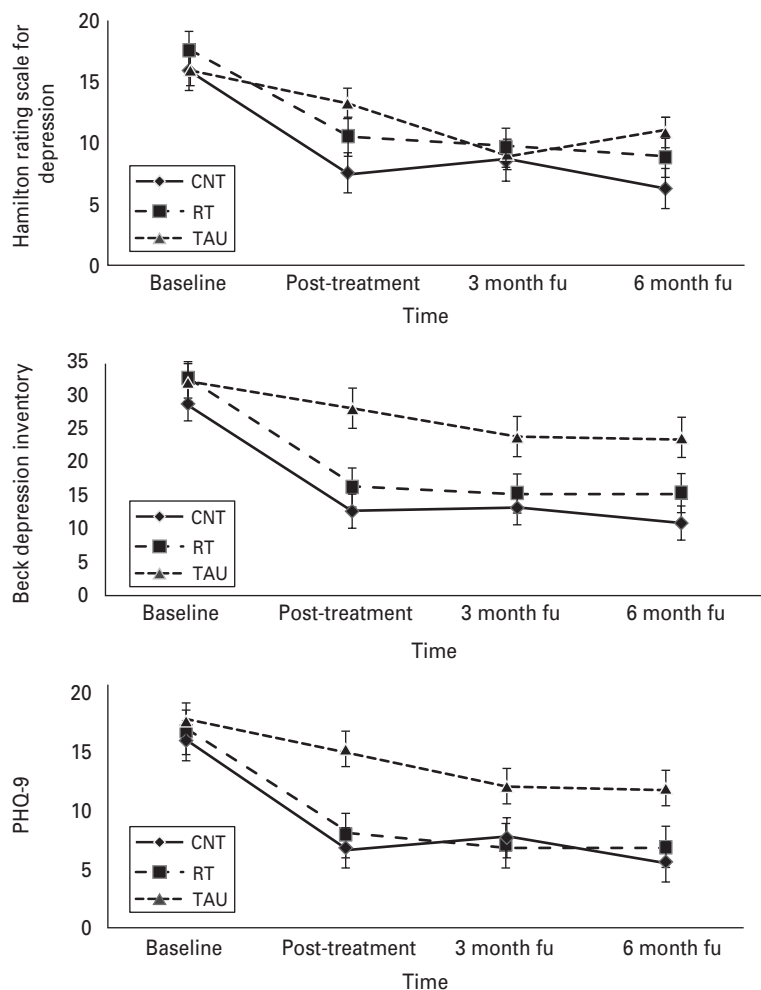 Hamilton rating scale for
depression
20
15
10
5
0
CNT
RT
TAU
Baseline
Post-treatment
3 month fu
6 month fu
Time
Beck depression inventory
35
30
25
20
15
10
5
0
CNT
RT
TAU
Baseline
Post-treatment
3 month fu
6 month fu
Time
PHQ-9
20
15
10
5
0
CNT
RT
TAU
Baseline
Post-treatment
3 month fu
6 month fu
Time